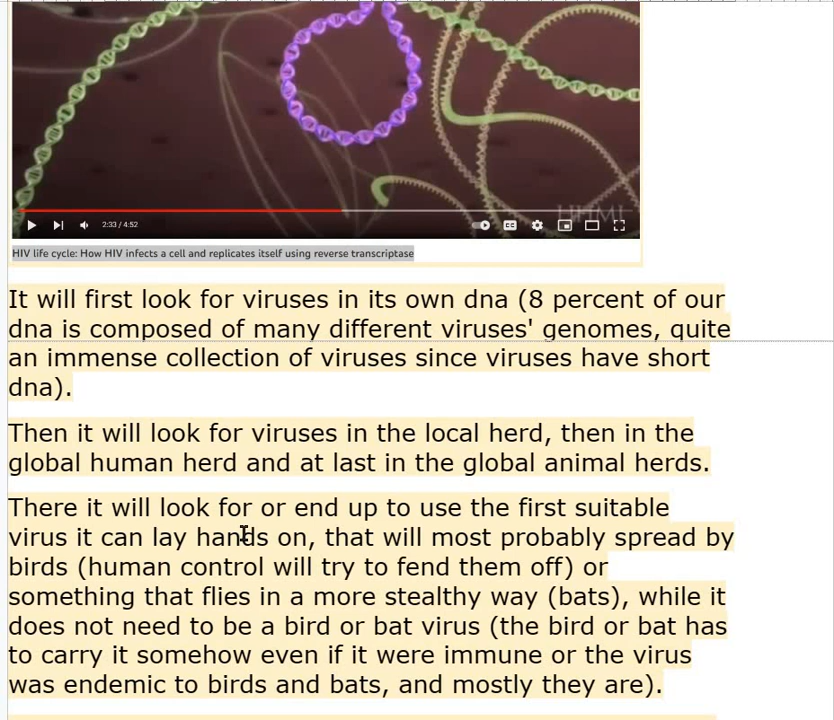 HHMI
2:33 / 4:52
CC
HIV life cycle: How HIV infects a cell and replicates itself using reverse transcriptase
It will first look for viruses in its own dna (8 percent of our
dna is composed of many different viruses' genomes, quite
an immense collection of viruses since viruses have short
dna).
Then it will look for viruses in the local herd, then in the
global human herd and at last in the global animal herds.
There it will look for or end up to use the first suitable
virus it can lay hands on, that will most probably spread by
birds (human control will try to fend them off) or
something that flies in a more stealthy way (bats), while it
does not need to be a bird or bat virus (the bird or bat has
to carry it somehow even if it were immune or the virus
was endemic to birds and bats, and mostly they are).